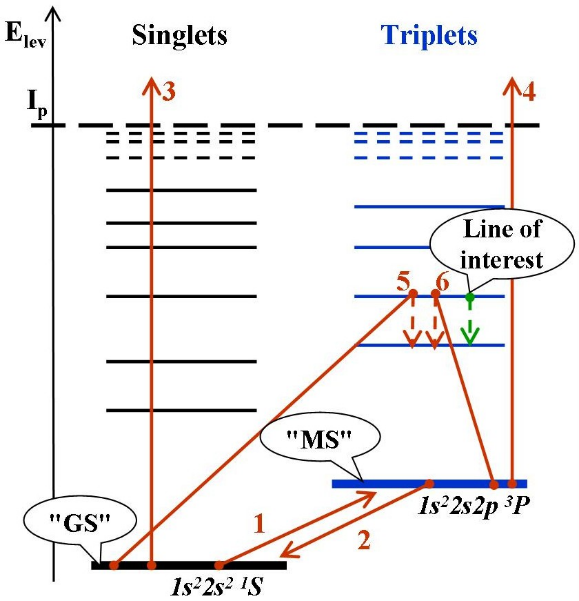 E_lev
Singlets
Triplets
I_p
3
4
Line of
interest
5
6
"MS"
1s²2s2p ³P
"GS"
1
2
1s²2s² ¹S